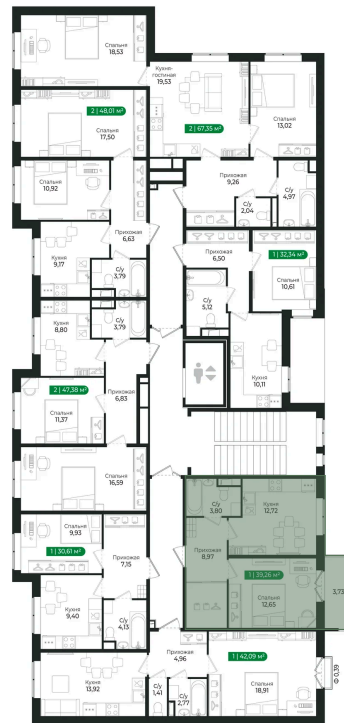 Спальня
18.53
Кухня-
гостиная
19.53
Спальня
13.02
2 | 48.01 м²
Спальня
17.50
2 | 67.35 м²
Прихожая
9.26
С/у
2.04
С/у
4.97
Спальня
10.92
Прихожая
6.63
Кухня
9.17
С/у
3.79
Прихожая
6.50
1 | 32.34 м²
Спальня
10.61
С/у
5.12
Кухня
8.80
С/у
3.79
Кухня
10.11
2 | 47.38 м²
Спальня
11.37
Прихожая
6.83
Спальня
16.59
С/у
3.80
Кухня
12.72
Спальня
9.93
1 | 30.61 м²
Прихожая
7.15
Прихожая
8.97
1 | 39.26 м²
Спальня
12.65
3.73
Кухня
9.40
С/у
4.13
Прихожая
4.96
1 | 42.09 м²
Кухня
13.92
С/у
1.41
С/у
2.77
Спальня
18.91
Ф 0.39